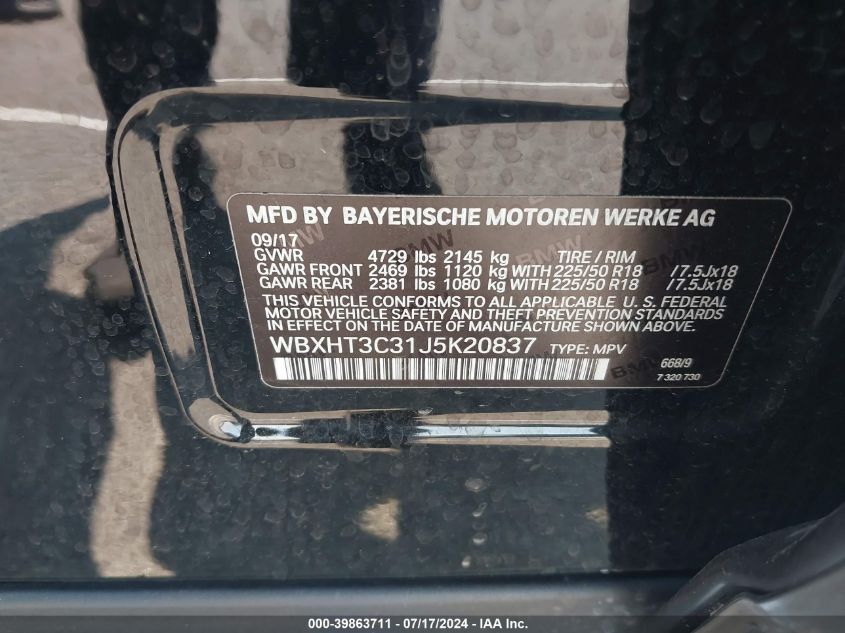 MFD BY BAYERISCHE MOTOREN WERKE AG
09/17
GVWR 4729 lbs 2145 kg TIRE / RIM
GAWR FRONT 2469 lbs 1120 kg WITH 225/50 R18 /7.5Jx18
GAWR REAR 2381 lbs 1080 kg WITH 225/50 R18 /7.5Jx18
THIS VEHICLE CONFORMS TO ALL APPLICABLE U. S. FEDERAL
MOTOR VEHICLE SAFETY AND THEFT PREVENTION STANDARDS
IN EFFECT ON THE DATE OF MANUFACTURE SHOWN ABOVE.
WBXHT3C31J5K20837 TYPE: MPV
668/9
7 320 730
000-39863711 / 07/17/2024 - IAA Inc.